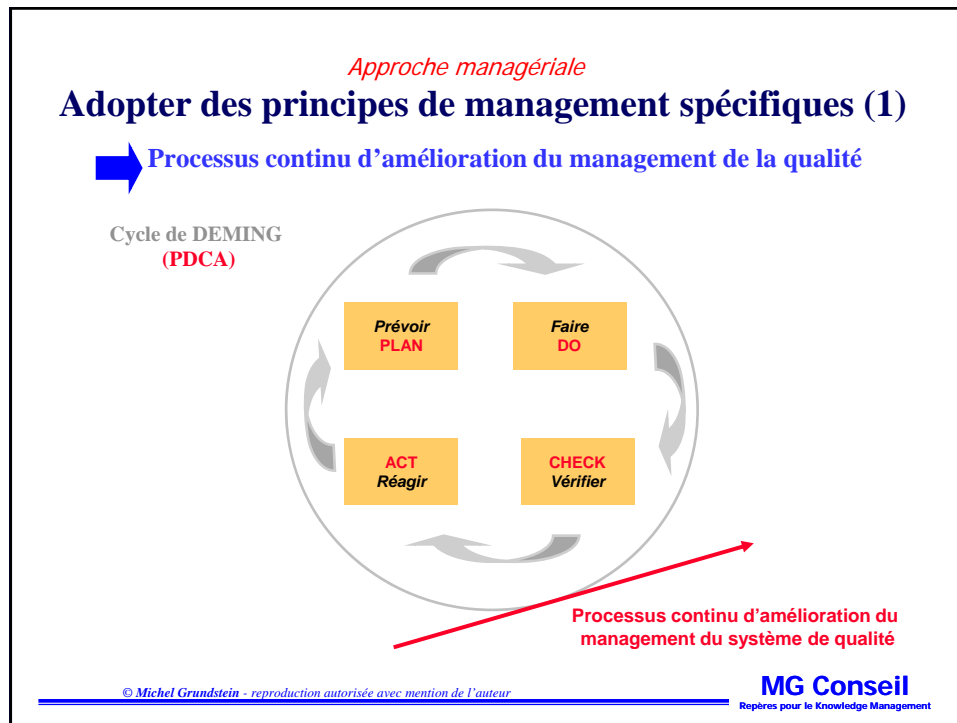 Approche managériale
Adopter des principes de management spécifiques (1)
Processus continu d'amélioration du management de la qualité
Cycle de DEMING
(PDCA)
Prévoir
PLAN
Faire
DO
ACT
Réagir
CHECK
Vérifier
Processus continu d'amélioration du
management du système de qualité
© Michel Grundstein - reproduction autorisée avec mention de l'auteur
MG Conseil
Repères pour le Knowledge Management